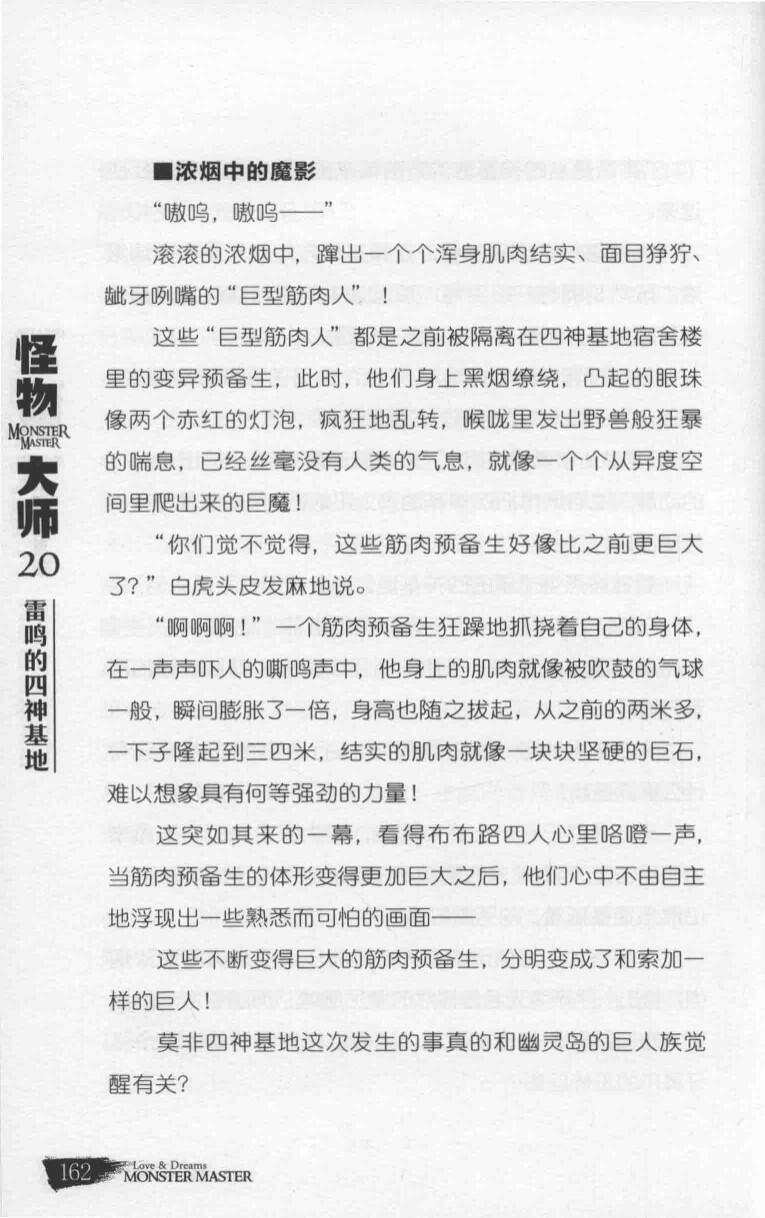 ■浓烟中的魔影
“嗷呜，嗷呜——”
滚滚的浓烟中，蹿出一个个浑身肌肉结实、面目狰狞、
龇牙咧嘴的“巨型筋肉人”！
这些“巨型筋肉人”都是之前被隔离在四神基地宿舍楼
里的变异预备生，此时，他们身上黑烟缭绕，凸起的眼珠
像两个赤红的灯泡，疯狂地乱转，喉咙里发出野兽般狂暴
的喘息，已经丝毫没有人类的气息，就像一个个从异度空
间里爬出来的巨魔！
“你们觉不觉得，这些筋肉预备生好像比之前更巨大
了？”白虎头皮发麻地说。
“啊啊啊！”一个筋肉预备生狂躁地抓挠着自己的身体，
在一声声吓人的嘶鸣声中，他身上的肌肉就像被吹鼓的气球
一般，瞬间膨胀了一倍，身高也随之拔起，从之前的两米多，
一下子隆起到三四米，结实的肌肉就像一块块坚硬的巨石，
难以想象具有何等强劲的力量！
这突如其来的一幕，看得布布路四人心里咯噔一声，
当筋肉预备生的体形变得更加巨大之后，他们心中不由自主
地浮现出一些熟悉而可怕的画面——
这些不断变得巨大的筋肉预备生，分明变成了和索加一
样的巨人！
莫非四神基地这次发生的事真的和幽灵岛的巨人族觉
醒有关？
怪物
MONSTER
MASTER
大师
20
雷鸣的四神基地
162
Love & Dreams
MONSTER MASTER